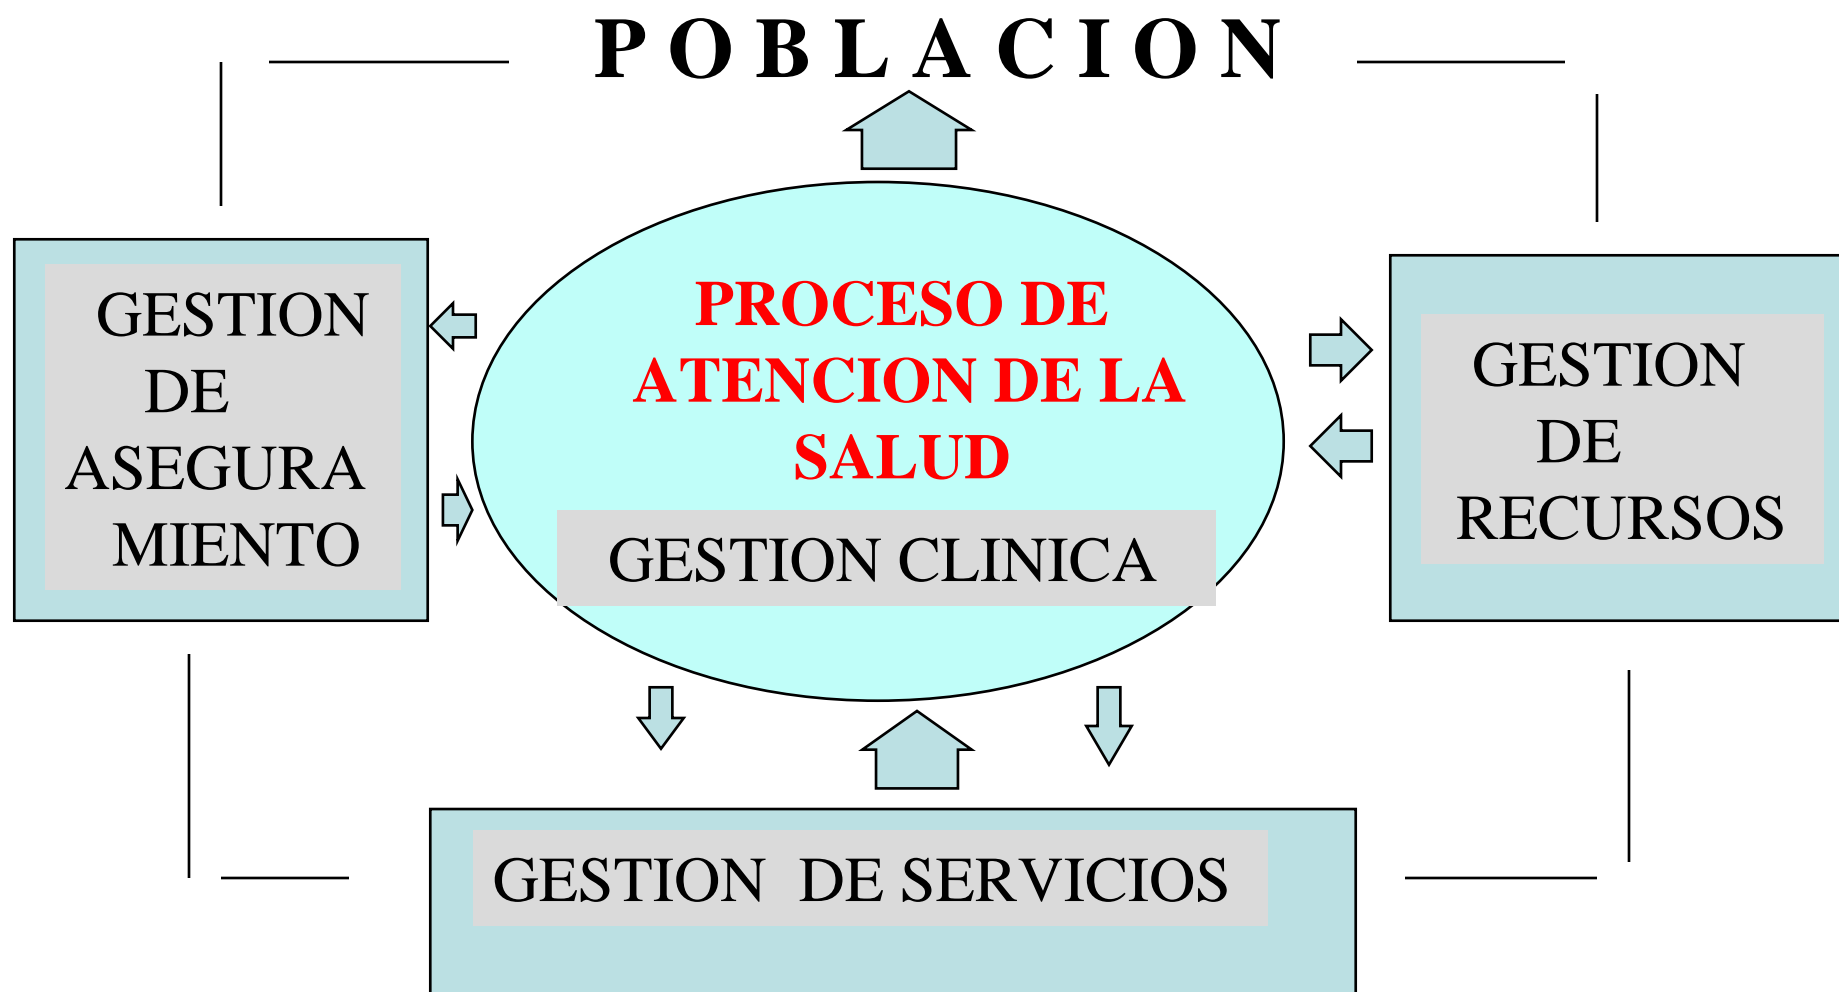 P O B L A C I O N
GESTION
DE
ASEGURA
MIENTO
PROCESO DE
ATENCION DE LA
SALUD
GESTION CLINICA
GESTION
DE
RECURSOS
GESTION DE SERVICIOS